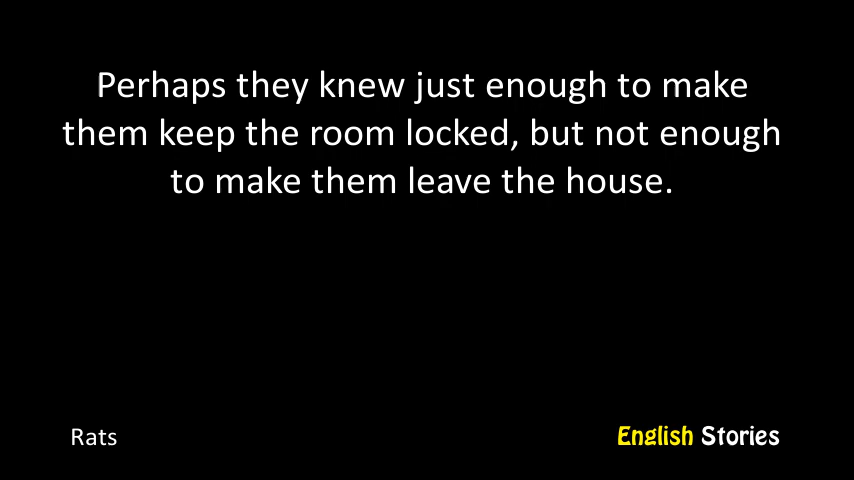 Perhaps they knew just enough to make
them keep the room locked, but not enough
to make them leave the house.
Rats
English Stories